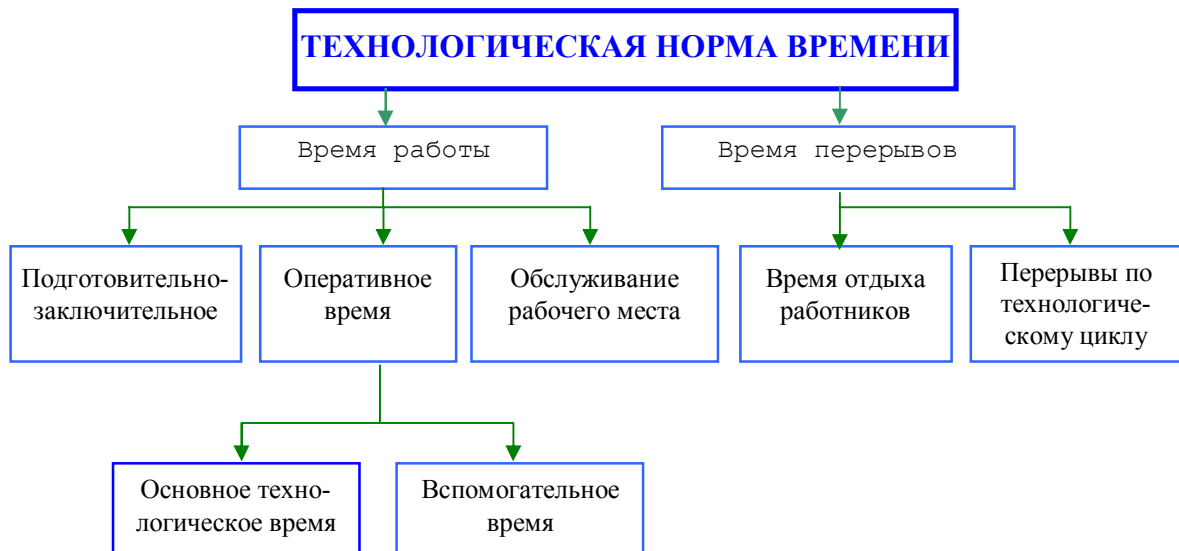 ТЕХНОЛОГИЧЕСКАЯ НОРМА ВРЕМЕНИ
Время работы
Время перерывов
Подготовительно-
заключительное
Оперативное
время
Обслуживание
рабочего места
Время отдыха
работников
Перерывы по
технологиче-
скому циклу
Основное техно-
логическое время
Вспомогательное
время